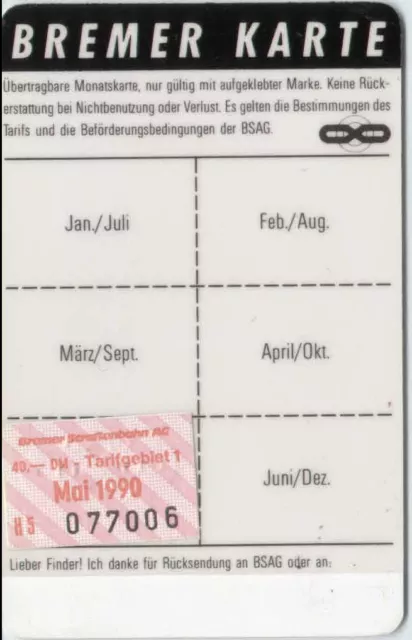 BREMER KARTE
Übertragbare Monatskarte, nur gültig mit aufgeklebter Marke. Keine Rück-
erstattung bei Nichtbenutzung oder Verlust. Es gelten die Bestimmungen des
Tarifs und die Beförderungsbedingungen der BSAG.
Jan./Juli
Feb./Aug.
März/Sept.
April/Okt.
Bremer Straßenbahn AG
40,— DM - Tarifgebiet 1
Mai 1990
H 5 077006
Juni/Dez.
Lieber Finder! Ich danke für Rücksendung an BSAG oder an: